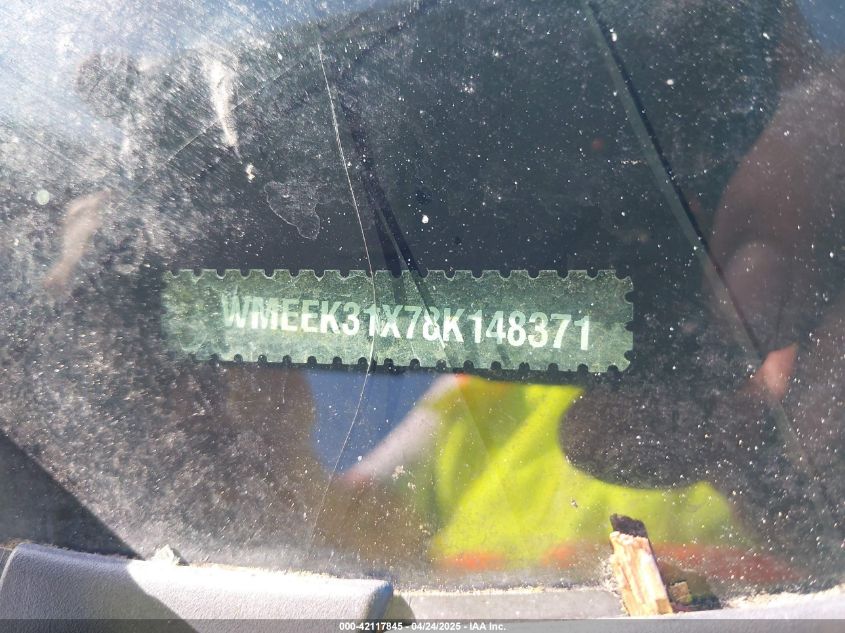 WMEEK31X78K148371
000-42117845 - 04/24/2025 - IAA Inc.